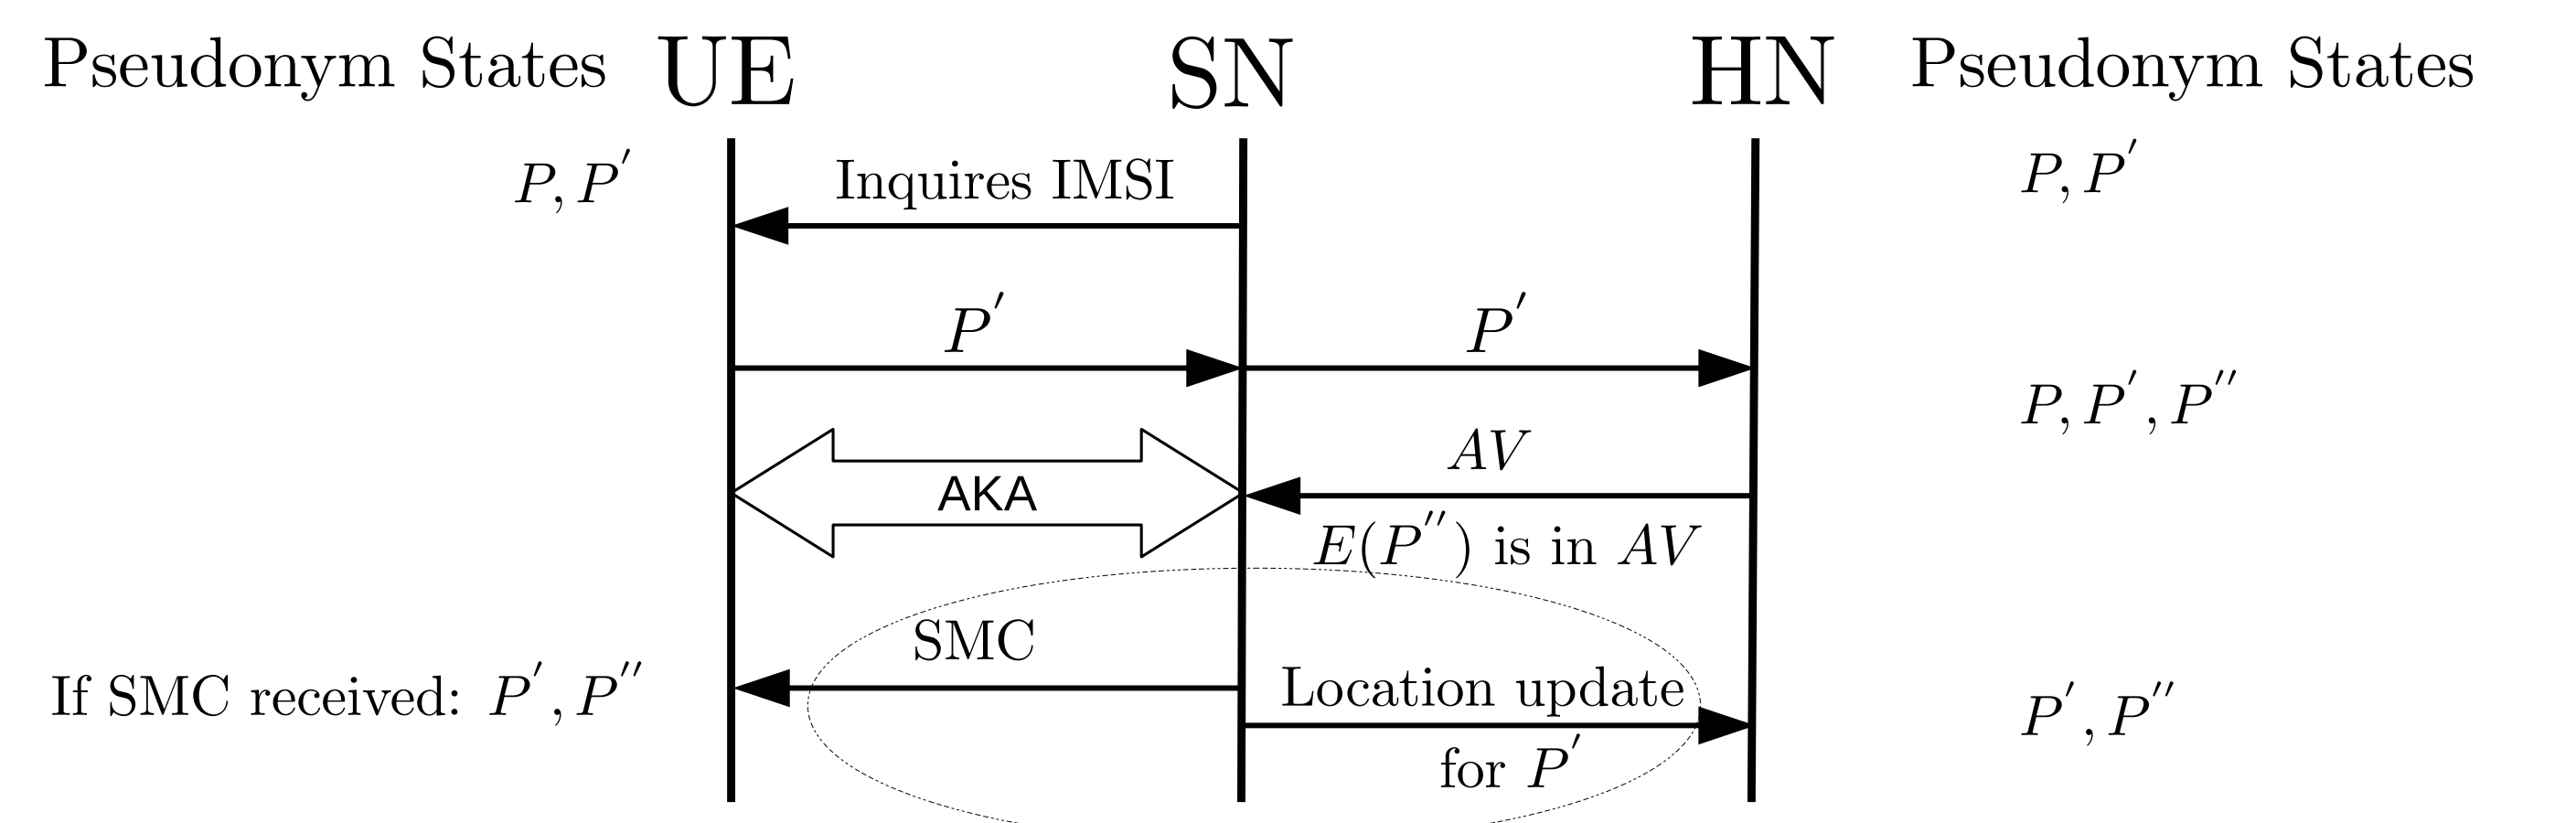 Pseudonym States UE SN HN Pseudonym States
P, P′ Inquires IMSI P, P′
P′ P′
P, P′, P″
AV
AKA
E(P″) is in AV
SMC
Location update
If SMC received: P′, P″ P′, P″
for P′